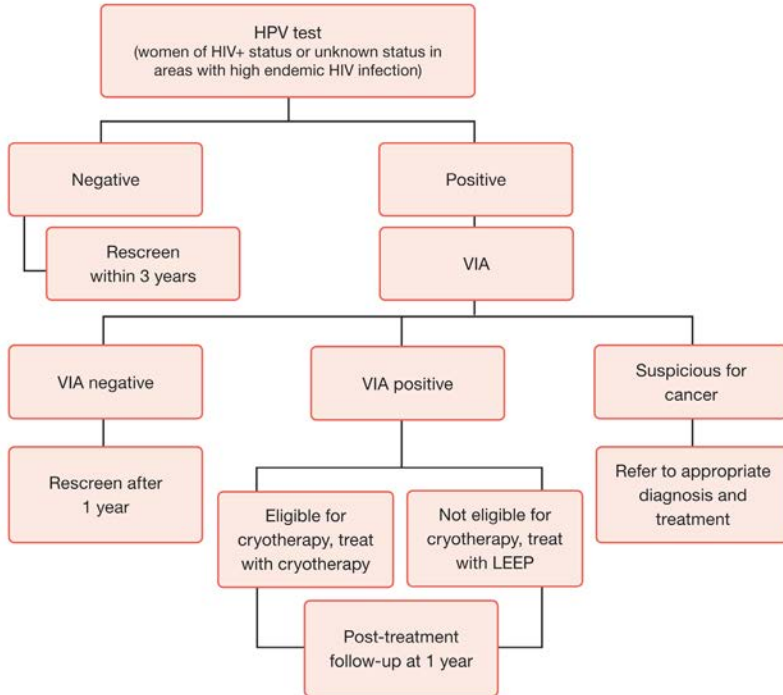 HPV test
(women of HIV+ status or unknown status in
areas with high endemic HIV infection)
Negative
Positive
Rescreen
within 3 years
VIA
VIA negative
VIA positive
Suspicious for
cancer
Rescreen after
1 year
Eligible for
cryotherapy, treat
with cryotherapy
Not eligible for
cryotherapy, treat
with LEEP
Refer to appropriate
diagnosis and
treatment
Post-treatment
follow-up at 1 year